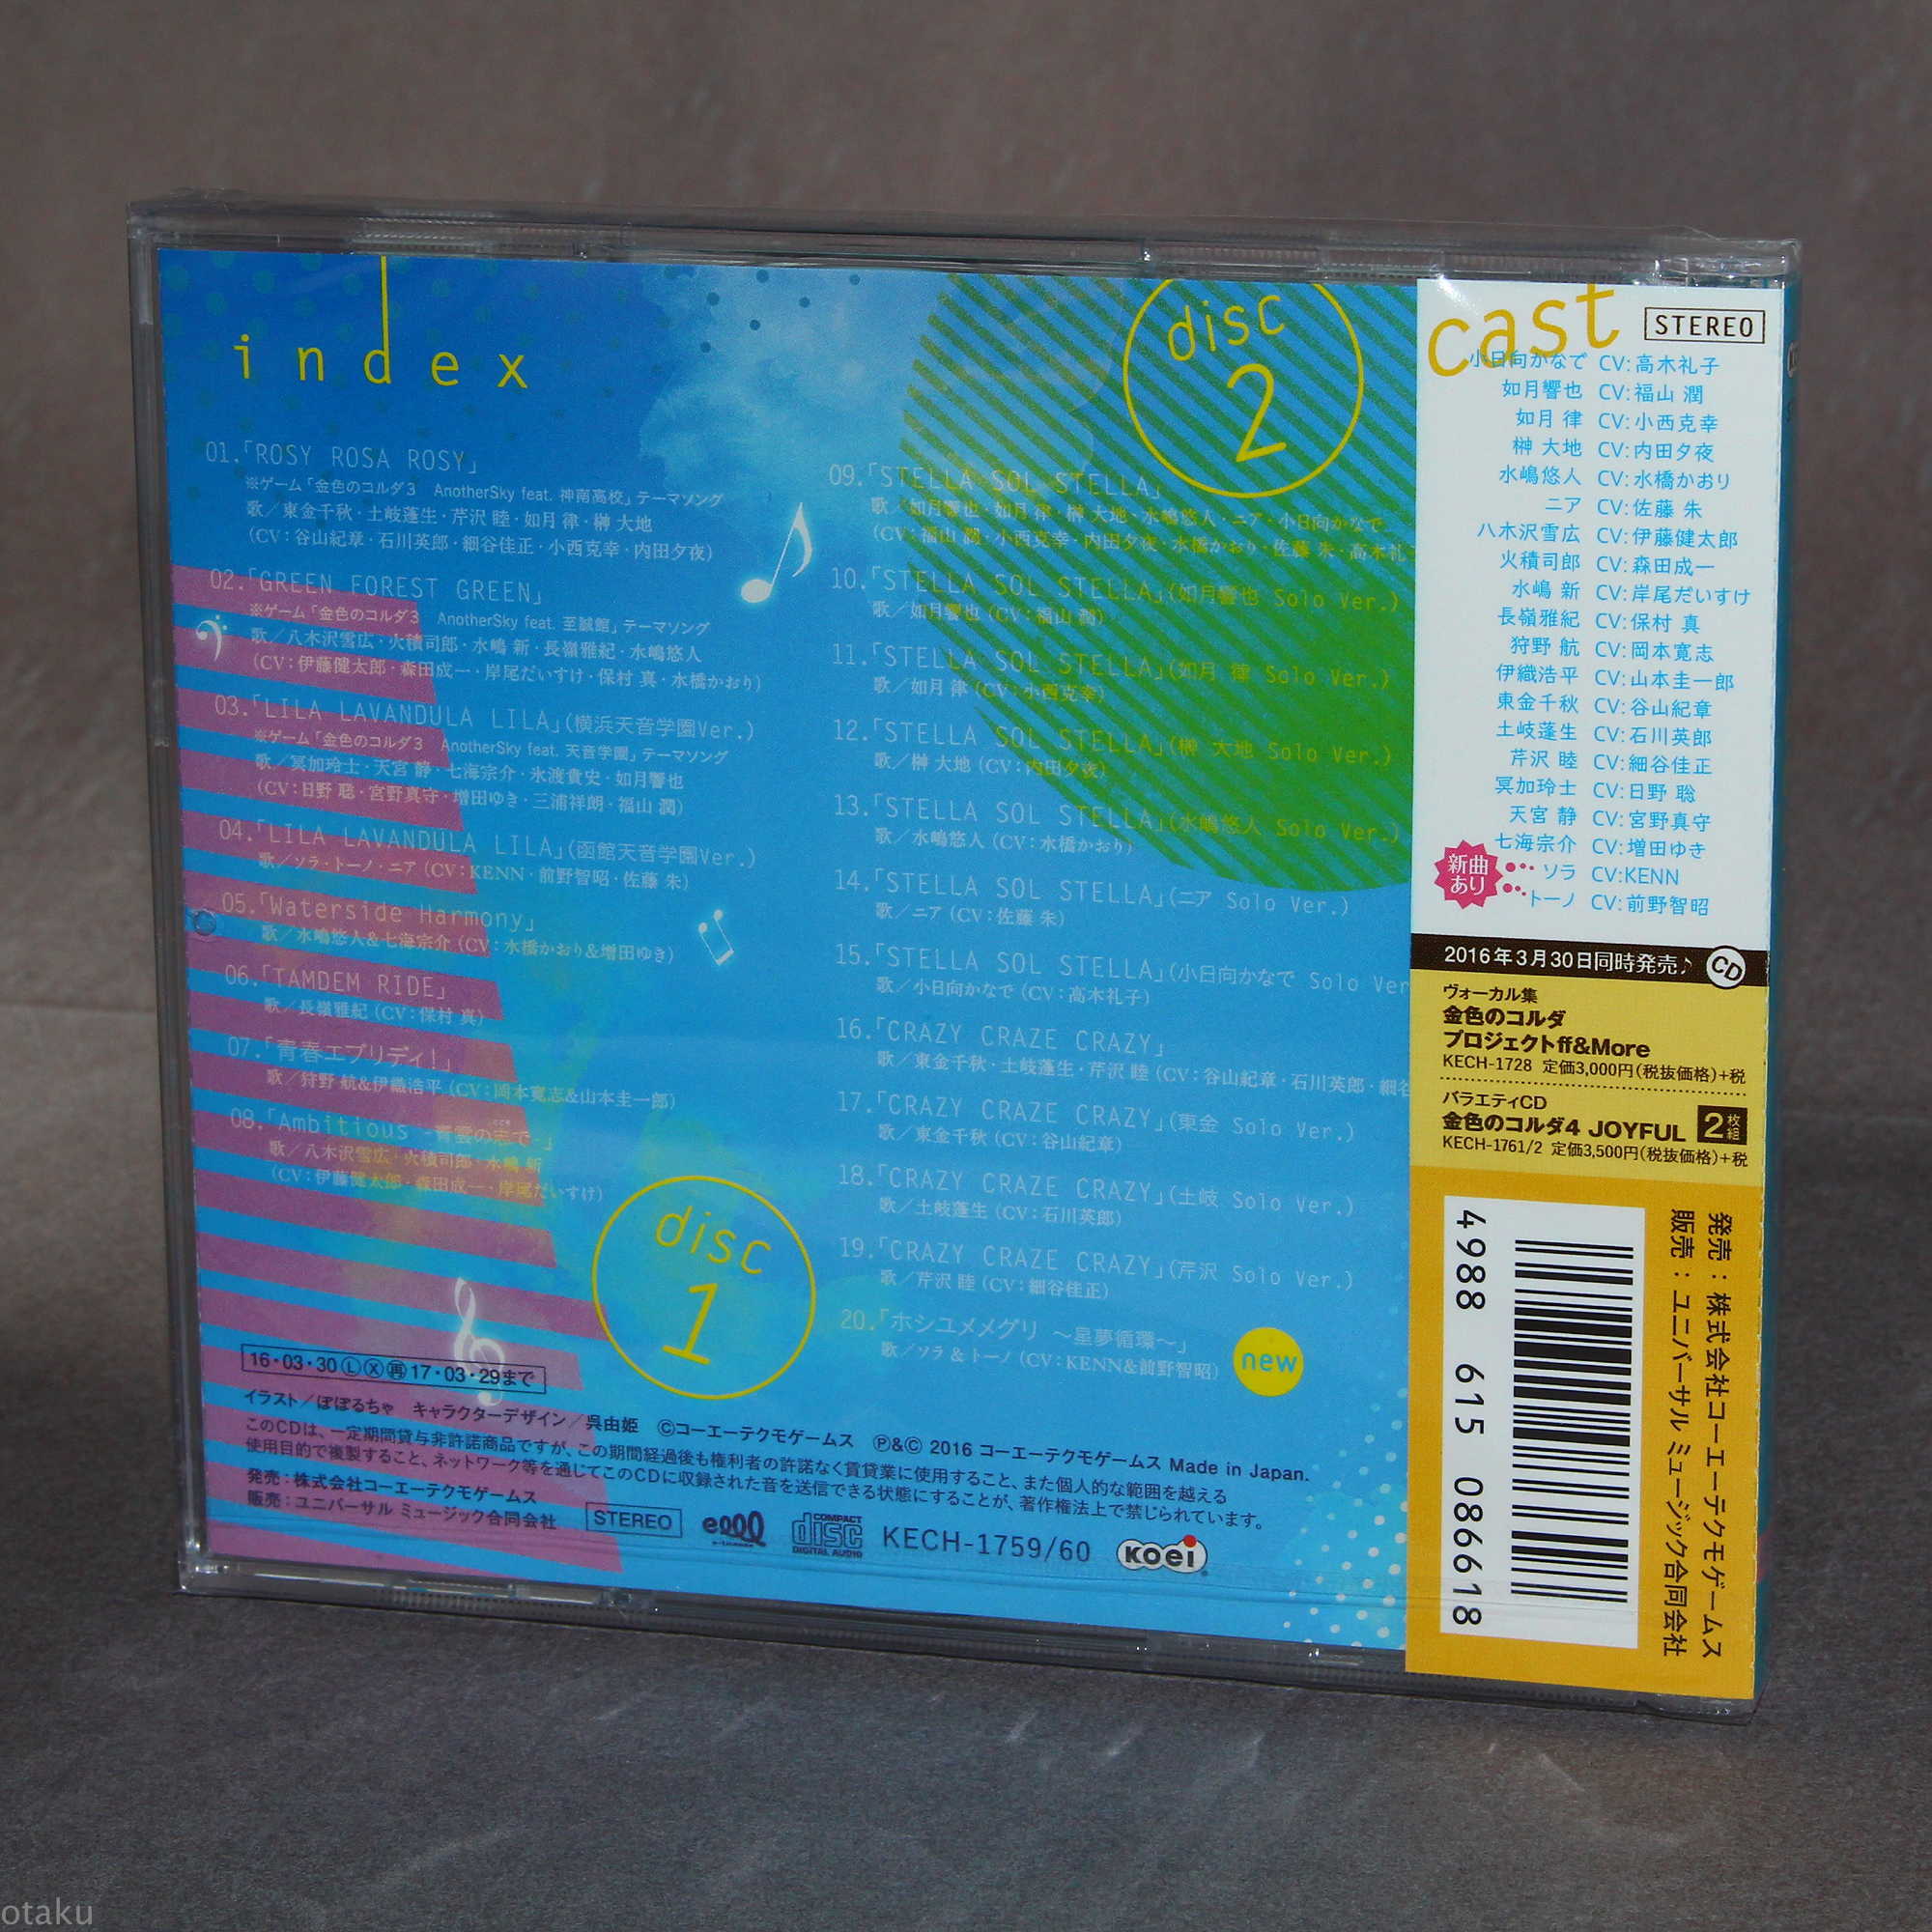 index
01.「ROSY ROSA ROSY」
※ゲーム「金色のコルダ3 AnotherSky feat. 神南高校」テーマソング
歌／東金千秋・土岐蓬生・芹沢 睦・如月 律・榊 大地
（CV：谷山紀章・石川英郎・細谷佳正・小西克幸・内田夕夜）
02.「GREEN FOREST GREEN」
※ゲーム「金色のコルダ3 AnotherSky feat. 至誠館」テーマソング
歌／八木沢雪広・火積司郎・水嶋 新・長嶺雅紀・水嶋悠人
（CV：伊藤健太郎・森田成一・岸尾だいすけ・保村 真・水橋かおり）
03.「LILA LAVANDULA LILA」（横浜天音学園Ver.）
※ゲーム「金色のコルダ3 AnotherSky feat. 天音学園」テーマソング
歌／冥加玲士・天宮 静・七海宗介・氷渡貴史・如月響也
（CV：日野 聡・宮野真守・増田ゆき・三浦祥朗・福山 潤）
04.「LILA LAVANDULA LILA」（函館天音学園Ver.）
歌／ソラ・トーノ・ニア（CV：KENN・前野智昭・佐藤 朱）
05.「Waterside Harmony」
歌／水嶋悠人&七海宗介（CV：水橋かおり&増田ゆき）
06.「TAMDEM RIDE」
歌／長嶺雅紀（CV：保村 真）
07.「青春エブリディ！」
歌／狩野 航&伊織浩平（CV：岡本寛志&山本圭一郎）
08.「Ambitious -青雲の志で-」
歌／八木沢雪広・火積司郎・水嶋 新
（CV：伊藤健太郎・森田成一・岸尾だいすけ）
disc
1
disc
2
09.「STELLA SOL STELLA」
歌／如月響也・如月 律・榊 大地・水嶋悠人・ニア・小日向かなで
（CV：福山 潤・小西克幸・内田夕夜・水橋かおり・佐藤 朱・高木礼
10.「STELLA SOL STELLA」（如月響也 Solo Ver.）
歌／如月響也（CV：福山 潤）
11.「STELLA SOL STELLA」（如月 律 Solo Ver.）
歌／如月 律（CV：小西克幸）
12.「STELLA SOL STELLA」（榊 大地 Solo Ver.）
歌／榊 大地（CV：内田夕夜）
13.「STELLA SOL STELLA」（水嶋悠人 Solo Ver.）
歌／水嶋悠人（CV：水橋かおり）
14.「STELLA SOL STELLA」（ニア Solo Ver.）
歌／ニア（CV：佐藤 朱）
15.「STELLA SOL STELLA」（小日向かなで Solo Ver
歌／小日向かなで（CV：高木礼子）
16.「CRAZY CRAZE CRAZY」
歌／東金千秋・土岐蓬生・芹沢 睦（CV：谷山紀章・石川英郎・細谷
17.「CRAZY CRAZE CRAZY」（東金 Solo Ver.）
歌／東金千秋（CV：谷山紀章）
18.「CRAZY CRAZE CRAZY」（土岐 Solo Ver.）
歌／土岐蓬生（CV：石川英郎）
19.「CRAZY CRAZE CRAZY」（芹沢 Solo Ver.）
歌／芹沢 睦（CV：細谷佳正）
20.「ホシユメメグリ 〜星夢循環〜」
歌／ソラ & トーノ（CV：KENN&前野智昭）
new
16・03・30ⓁⓍ㊥17・03・29まで
イラスト／ぽぽるちゃ キャラクターデザイン／呉由姫 ©コーエーテクモゲームス ℗&© 2016 コーエーテクモゲームス Made in Japan.
このCDは、一定期間貸与非許諾商品ですが、この期間経過後も権利者の許諾なく賃貸業に使用すること、また個人的な範囲を越える
使用目的で複製すること、ネットワーク等を通じてこのCDに収録された音を送信できる状態にすることが、著作権法上で禁じられています。
発売：株式会社コーエーテクモゲームス
販売：ユニバーサル ミュージック合同会社
STEREO
COMPACT
disc
DIGITAL AUDIO
KECH-1759/60
KOEI
cast
STEREO
小日向かなで CV:高木礼子
如月響也 CV:福山 潤
如月 律 CV:小西克幸
榊 大地 CV:内田夕夜
水嶋悠人 CV:水橋かおり
ニア CV:佐藤 朱
八木沢雪広 CV:伊藤健太郎
火積司郎 CV:森田成一
水嶋 新 CV:岸尾だいすけ
長嶺雅紀 CV:保村 真
狩野 航 CV:岡本寛志
伊織浩平 CV:山本圭一郎
東金千秋 CV:谷山紀章
土岐蓬生 CV:石川英郎
芹沢 睦 CV:細谷佳正
冥加玲士 CV:日野 聡
天宮 静 CV:宮野真守
七海宗介 CV:増田ゆき
ソラ CV:KENN
トーノ CV:前野智昭
新曲
あり
2016年3月30日同時発売♪ CD
ヴォーカル集
金色のコルダ
プロジェクトff&More
KECH-1728 定価3,000円（税抜価格）+税
バラエティCD
金色のコルダ4 JOYFUL 2枚組
KECH-1761/2 定価3,500円（税抜価格）+税
発売：株式会社コーエーテクモゲームス
販売：ユニバーサル ミュージック合同会社
4988 615 086618
otaku